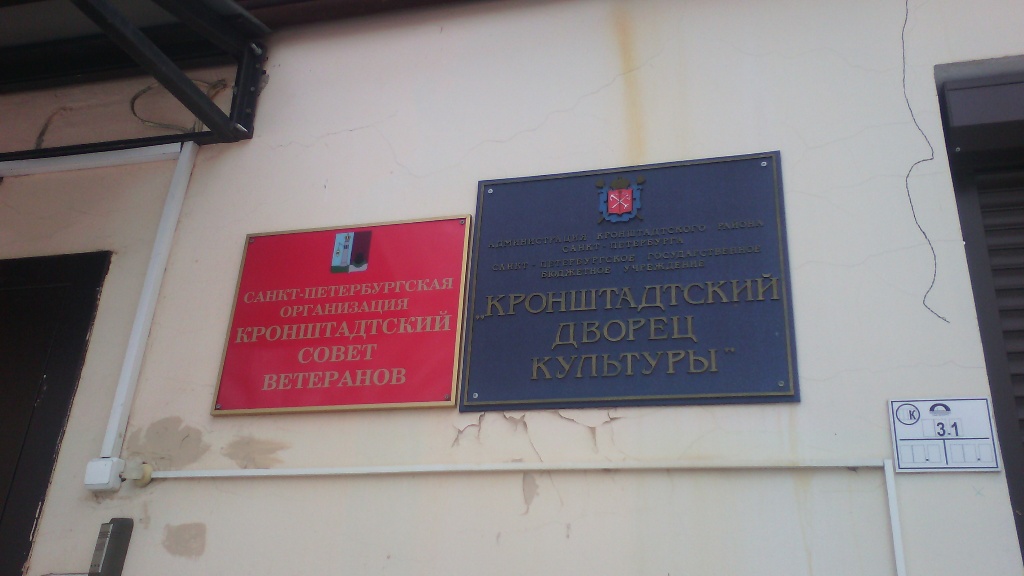 САНКТ-ПЕТЕРБУРГСКАЯ
ОРГАНИЗАЦИЯ
КРОНШТАДТСКИЙ
СОВЕТ
ВЕТЕРАНОВ
АДМИНИСТРАЦИЯ КРОНШТАДТСКОГО РАЙОНА
САНКТ-ПЕТЕРБУРГА
САНКТ-ПЕТЕРБУРГСКОЕ ГОСУДАРСТВЕННОЕ
БЮДЖЕТНОЕ УЧРЕЖДЕНИЕ
„КРОНШТАДТСКИЙ
ДВОРЕЦ
КУЛЬТУРЫ"
К
3.1